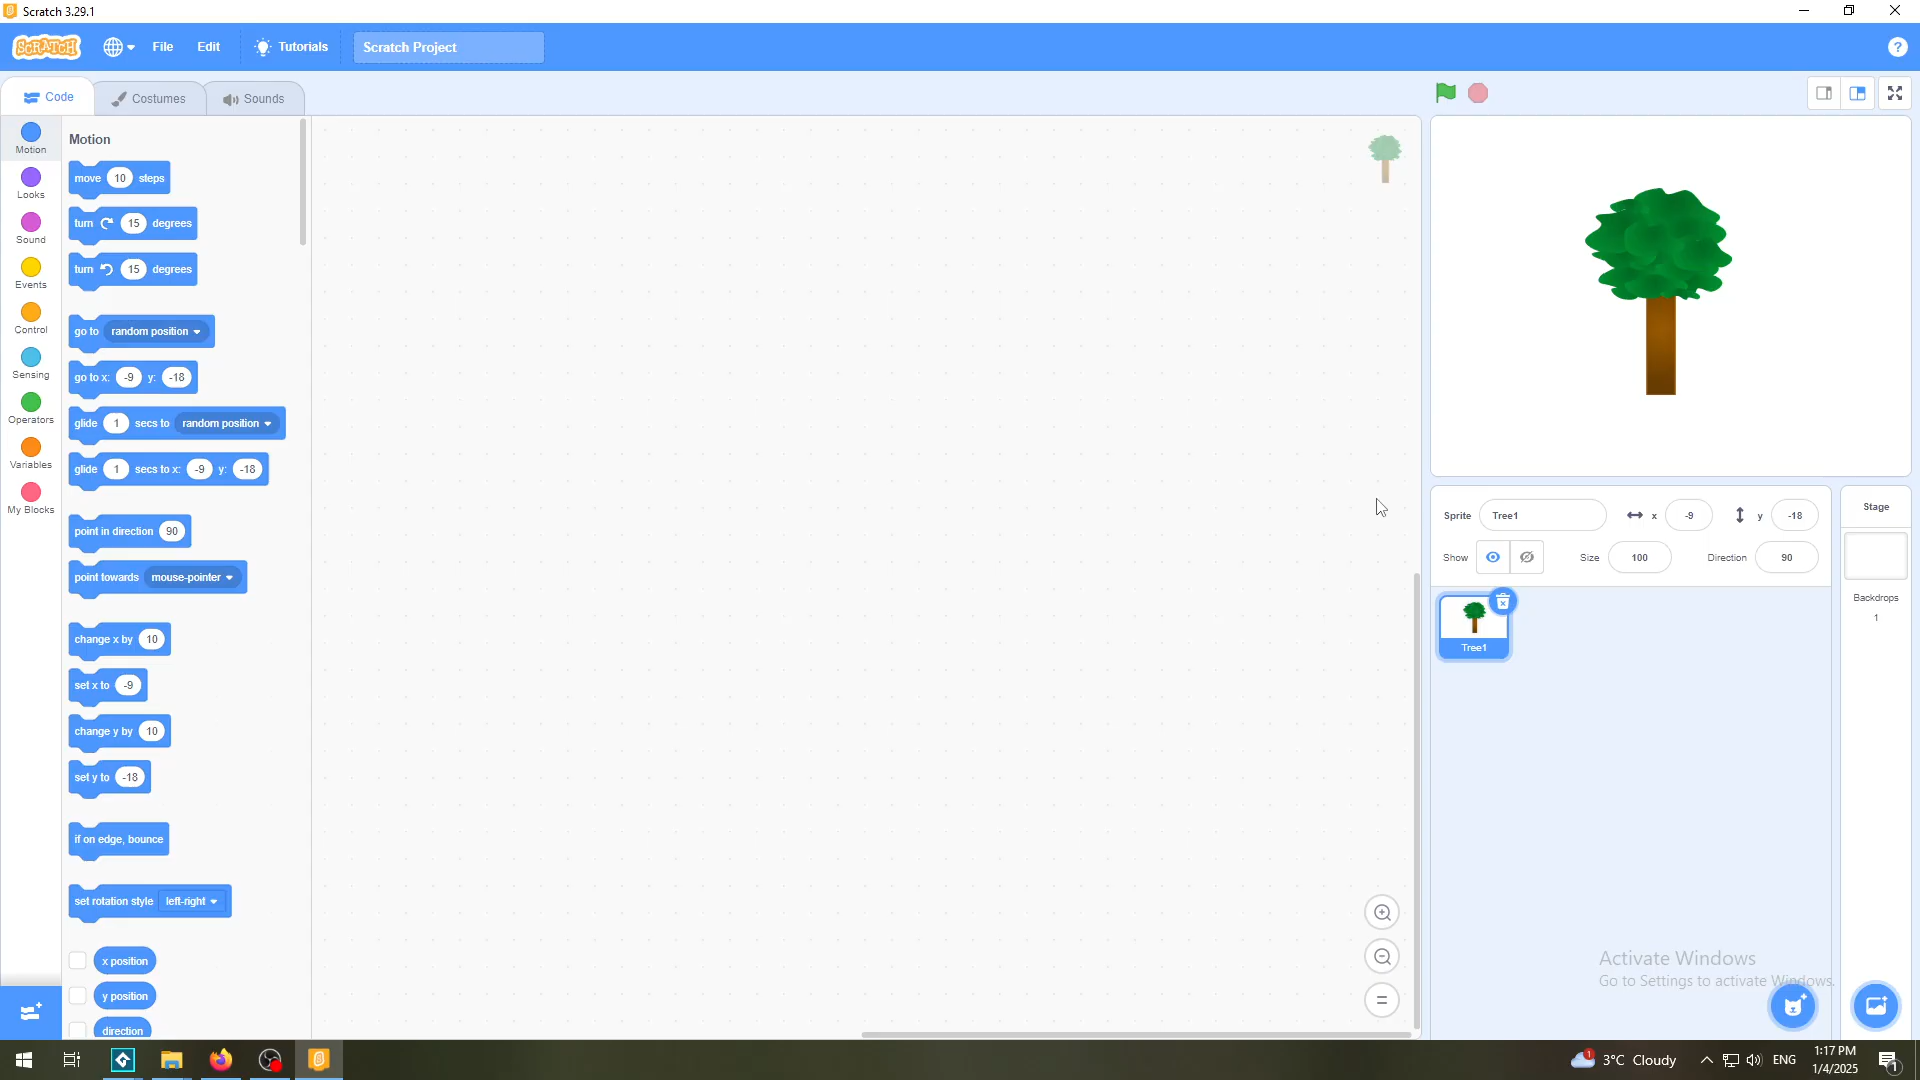 Scratch 3.29.1
SCRATCH
File
Edit
Tutorials
Scratch Project
?
Code
Costumes
Sounds
Motion
Looks
Sound
Events
Control
Sensing
Operators
Variables
My Blocks
Motion
move 10 steps
turn 15 degrees
turn 15 degrees
go to random position
go to x: -9 y: -18
glide 1 secs to random position
glide 1 secs to x: -9 y: -18
point in direction 90
point towards mouse-pointer
change x by 10
set x to -9
change y by 10
set y to -18
if on edge, bounce
set rotation style left-right
x position
y position
direction
Sprite Tree1 x -9 y -18
Show Size 100 Direction 90
Tree1
Stage
Backdrops
1
Activate Windows
Go to Settings to activate Windows.
1
3°C Cloudy
ENG
1:17 PM
1/4/2025
1